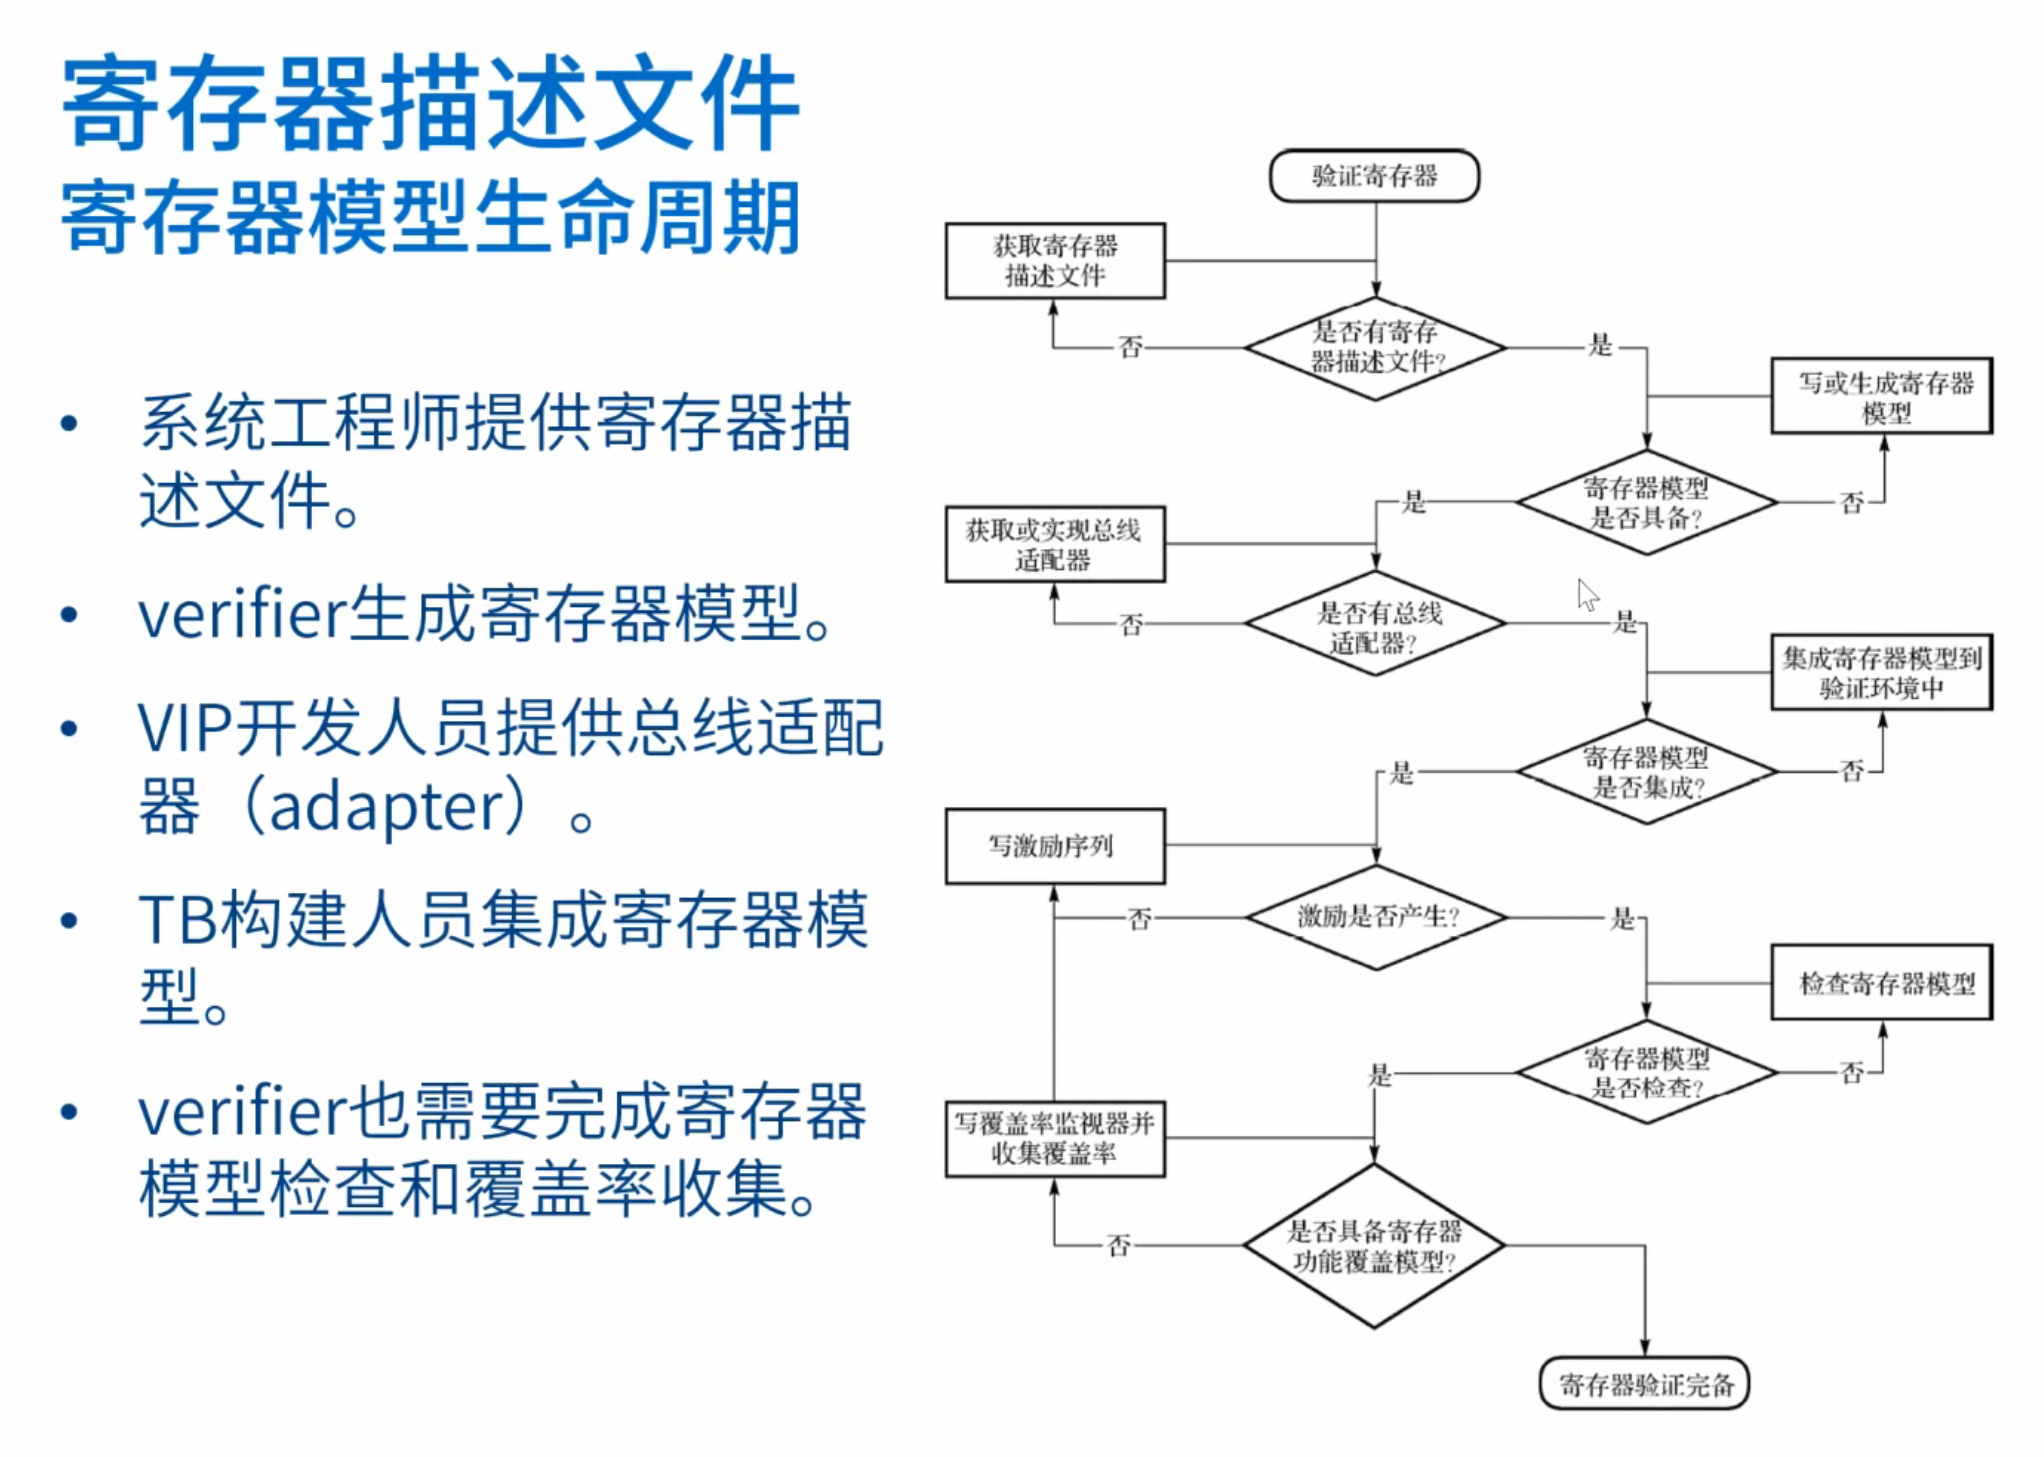 寄存器描述文件
寄存器模型生命周期
• 系统工程师提供寄存器描
述文件。
• verifier生成寄存器模型。
• VIP开发人员提供总线适配
器（adapter）。
• TB构建人员集成寄存器模
型。
• verifier也需要完成寄存器
模型检查和覆盖率收集。
验证寄存器
获取寄存器
描述文件
是否有寄存
器描述文件?
否
是
写或生成寄存器
模型
寄存器模型
是否具备?
是
否
获取或实现总线
适配器
是否有总线
适配器?
否
是
集成寄存器模型到
验证环境中
寄存器模型
是否集成?
是
否
写激励序列
激励是否产生?
否
是
检查寄存器模型
寄存器模型
是否检查?
是
否
写覆盖率监视器并
收集覆盖率
是否具备寄存器
功能覆盖模型?
否
寄存器验证完备